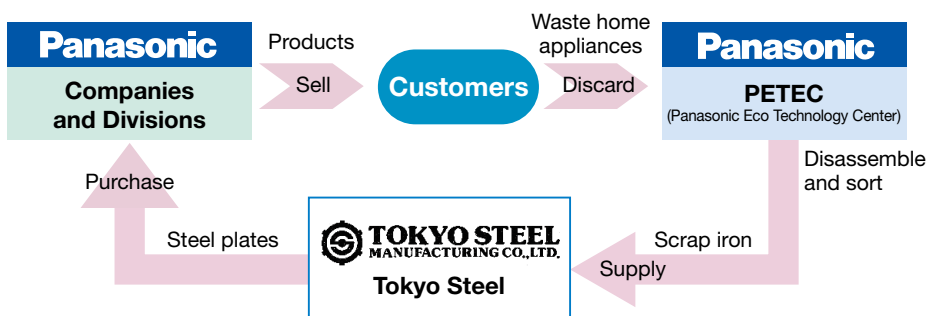 Panasonic
Companies
and Divisions
Products
Sell
Customers
Waste home
appliances
Discard
Panasonic
PETEC
(Panasonic Eco Technology Center)
Disassemble
and sort
Scrap iron
Supply
TOKYO STEEL
MANUFACTURING CO.,LTD.
Tokyo Steel
Steel plates
Purchase